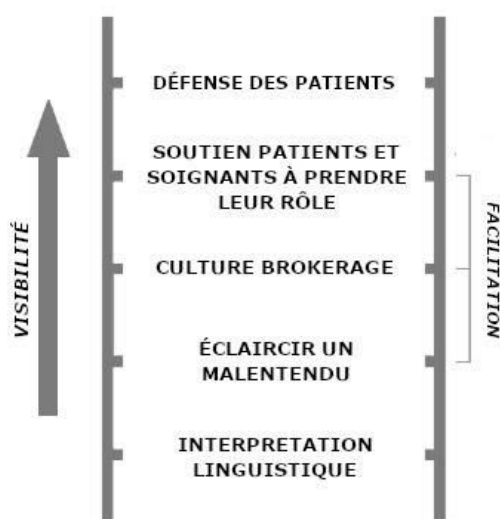 DÉFENSE DES PATIENTS
SOUTIEN PATIENTS ET
SOIGNANTS À PRENDRE
LEUR RÔLE
CULTURE BROKERAGE
ÉCLAIRCIR UN
MALENTENDU
INTERPRETATION
LINGUISTIQUE
VISIBILITÉ
FACILITATION